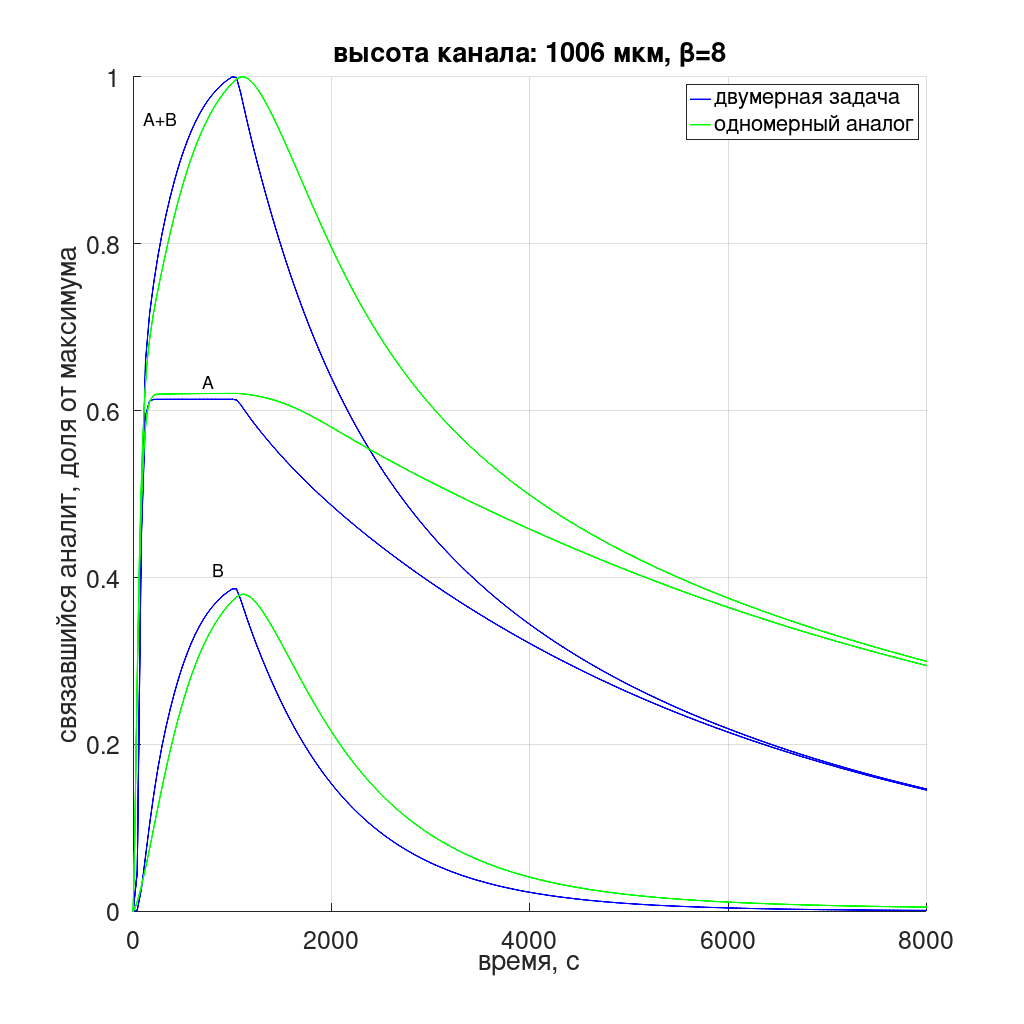 высота канала: 1006 мкм, β=8
двумерная задача
одномерный аналог
A+B
A
B
связавшийся аналит, доля от максимума
1
0.8
0.6
0.4
0.2
0
0 2000 4000 6000 8000
время, с